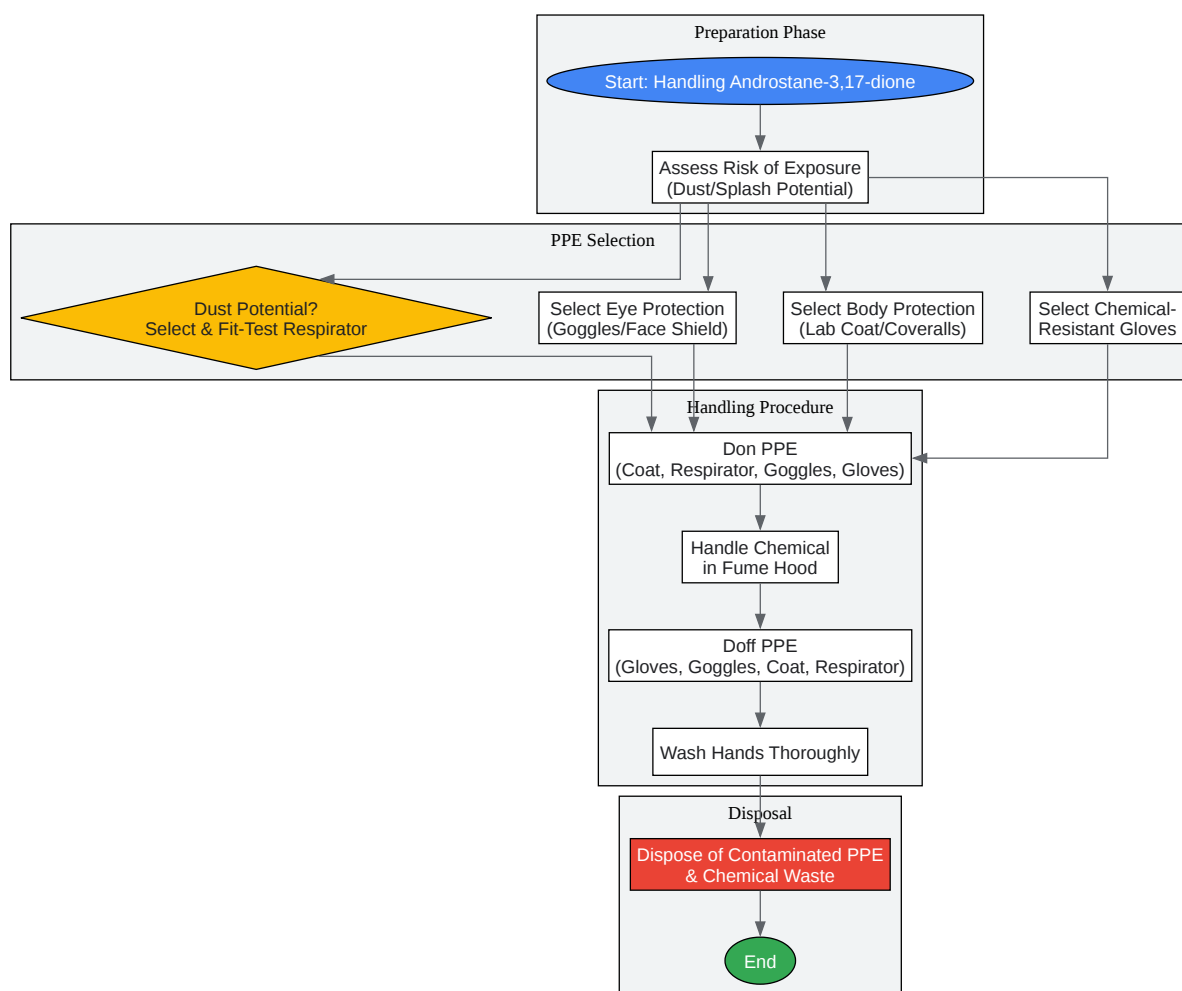 Preparation Phase
Start: Handling Androstane-3,17-dione
Assess Risk of Exposure
(Dust/Splash Potential)
PPE Selection
Dust Potential?
Select & Fit-Test Respirator
Select Eye Protection
(Goggles/Face Shield)
Select Body Protection
(Lab Coat/Coveralls)
Select Chemical-
Resistant Gloves
Handling Procedure
Don PPE
(Coat, Respirator, Goggles, Gloves)
Handle Chemical
in Fume Hood
Doff PPE
(Gloves, Goggles, Coat, Respirator)
Wash Hands Thoroughly
Disposal
Dispose of Contaminated PPE
& Chemical Waste
End